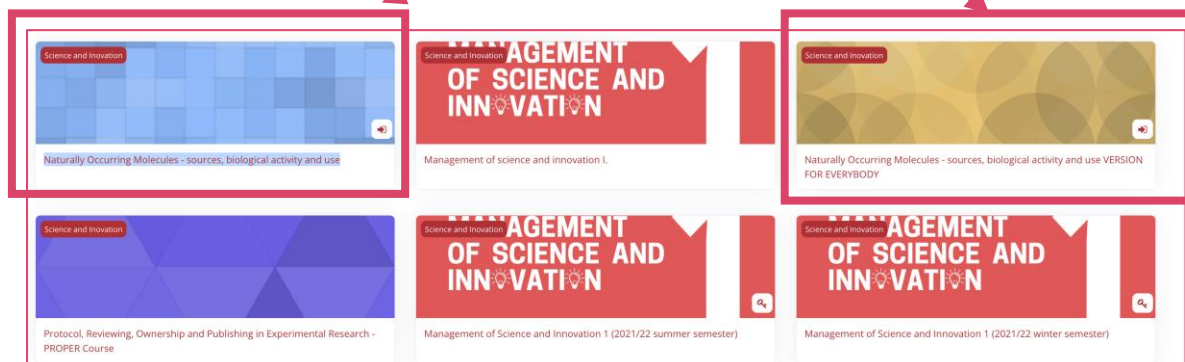 Science and Inovation
Naturally Occurring Molecules - sources, biological activity and use
Science and Inovation
MANAGEMENT
OF SCIENCE AND
INNOVATION
Management of science and innovation I.
Science and Inovation
Naturally Occurring Molecules - sources, biological activity and use VERSION
FOR EVERYBODY
Science and Inovation
Protocol, Reviewing, Ownership and Publishing in Experimental Research -
PROPER Course
Science and Inovation
MANAGEMENT
OF SCIENCE AND
INNOVATION
Management of Science and Innovation 1 (2021/22 summer semester)
Science and Inovation
MANAGEMENT
OF SCIENCE AND
INNOVATION
Management of Science and Innovation 1 (2021/22 winter semester)